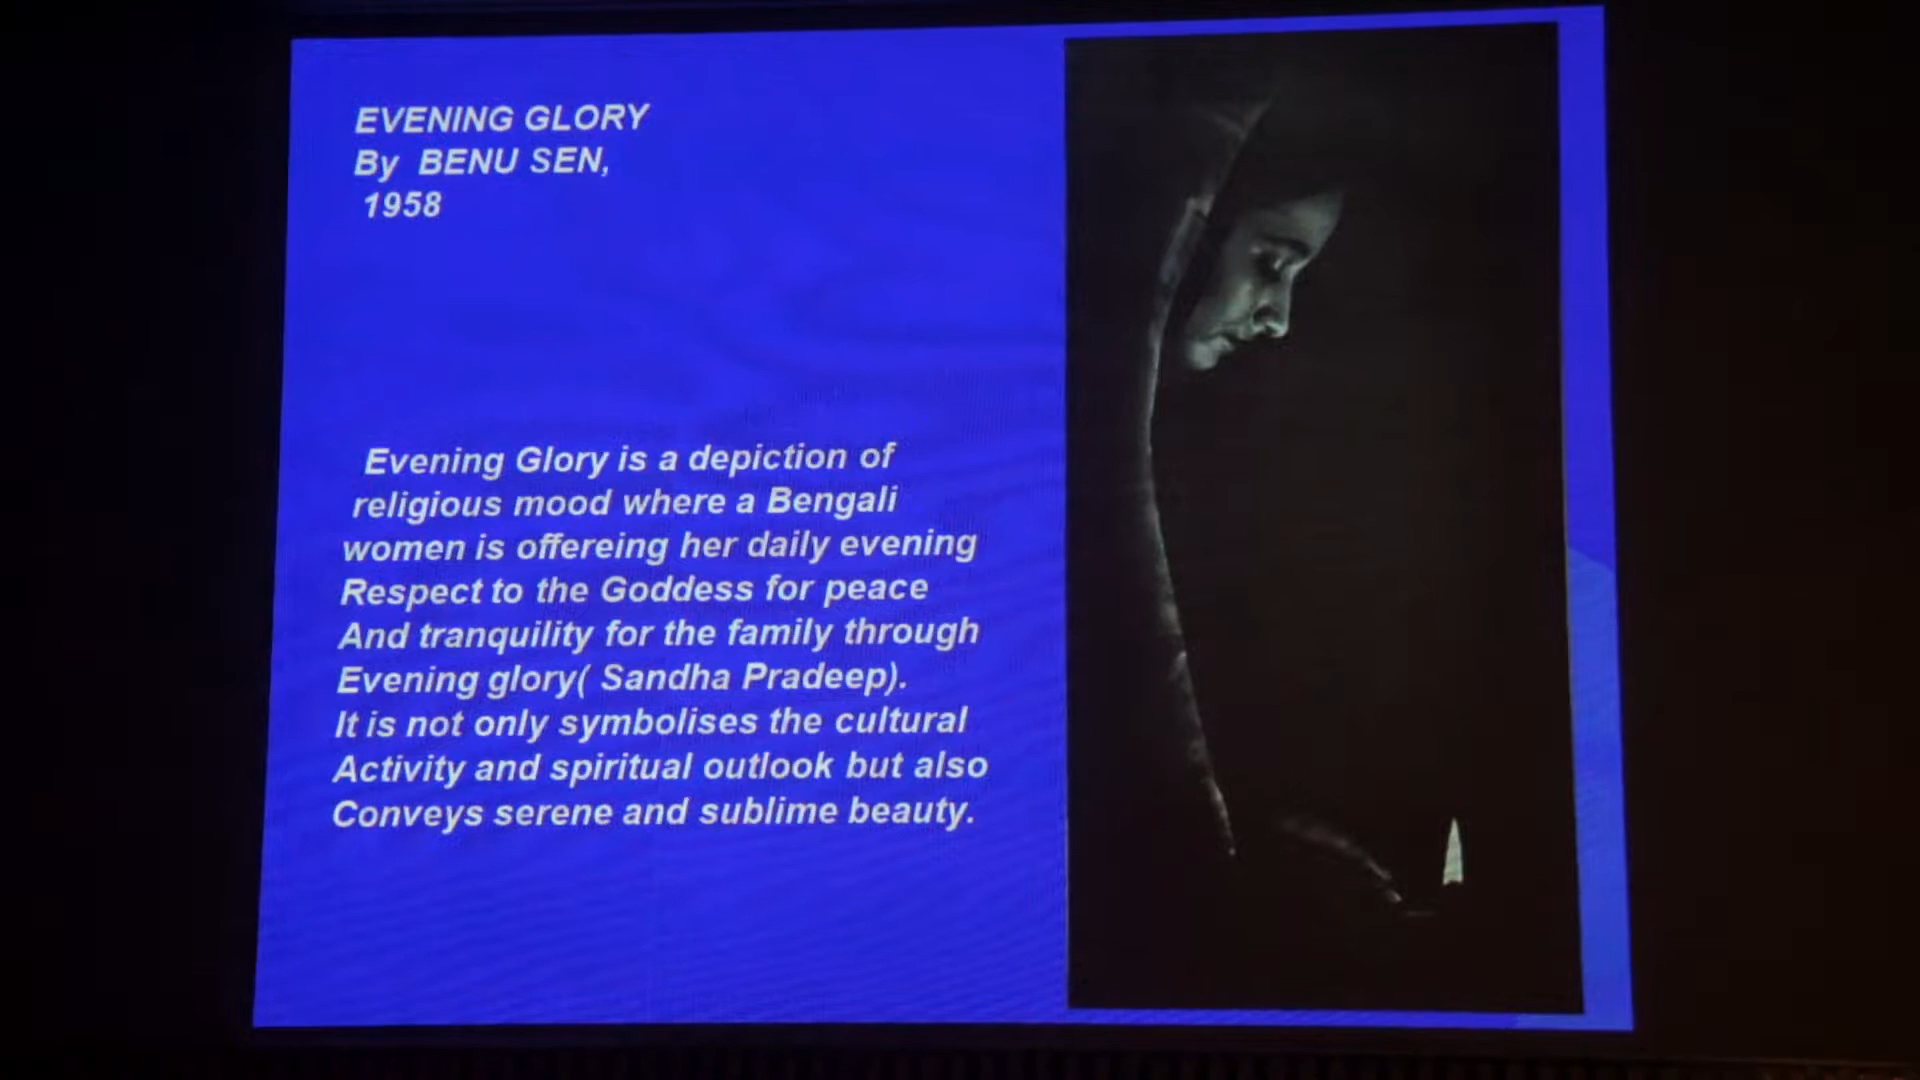 EVENING GLORY
By BENU SEN,
1958
Evening Glory is a depiction of
religious mood where a Bengali
women is offereing her daily evening
Respect to the Goddess for peace
And tranquility for the family through
Evening glory( Sandha Pradeep).
It is not only symbolises the cultural
Activity and spiritual outlook but also
Conveys serene and sublime beauty.